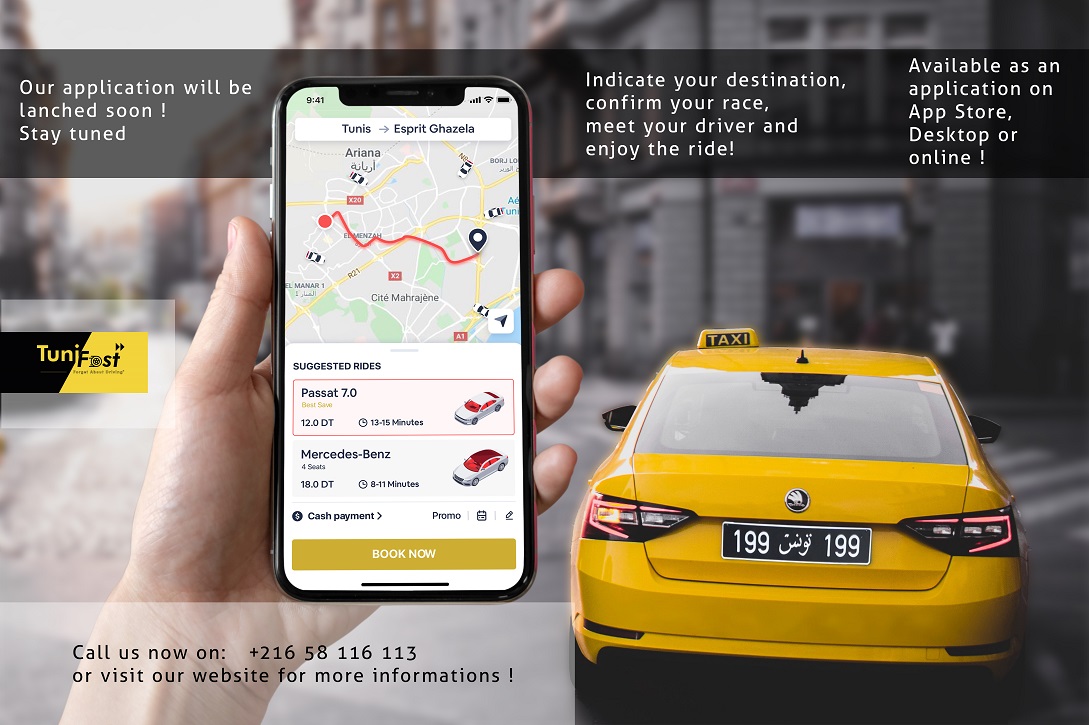 Our application will be
lanched soon !
Stay tuned
Indicate your destination,
confirm your race,
meet your driver and
enjoy the ride!
Available as an
application on
App Store,
Desktop or
online !
9:41
Tunis → Esprit Ghazela
Ariana
أريانة
BORJ LO
X20
EL MENZAH
R21
X2
EL MANAR 1
المنار 1
Cité Mahrajène
A1
SUGGESTED RIDES
Passat 7.0
Best Save
12.0 DT 13-15 Minutes
Mercedes-Benz
4 Seats
18.0 DT 8-11 Minutes
Cash payment > Promo
BOOK NOW
TuniFast
Forget About Driving
TAXI
199 تونس 199
Call us now on: +216 58 116 113
or visit our website for more informations !